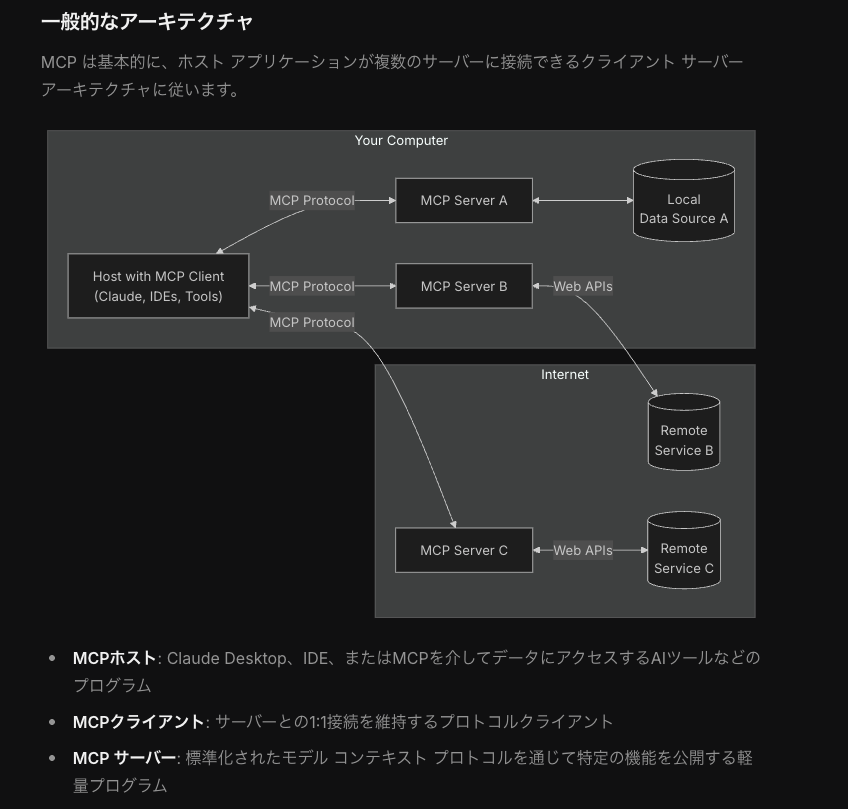 一般的なアーキテクチャ
MCP は基本的に、ホスト アプリケーションが複数のサーバーに接続できるクライアント サーバー
アーキテクチャに従います。
Your Computer
MCP Protocol
MCP Server A
Local
Data Source A
Host with MCP Client
(Claude, IDEs, Tools)
MCP Protocol
MCP Server B
Web APIs
MCP Protocol
Internet
Remote
Service B
MCP Server C
Web APIs
Remote
Service C
MCPホスト: Claude Desktop、IDE、またはMCPを介してデータにアクセスするAIツールなどの
プログラム
MCPクライアント: サーバーとの1:1接続を維持するプロトコルクライアント
MCP サーバー: 標準化されたモデル コンテキスト プロトコルを通じて特定の機能を公開する軽
量プログラム